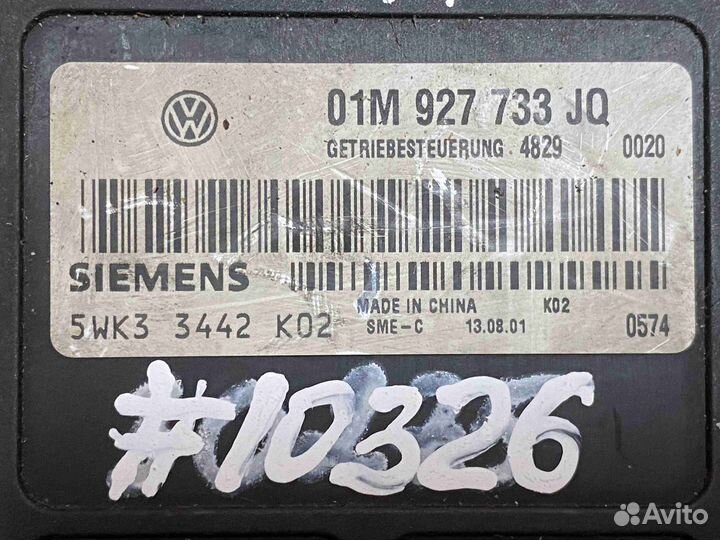 01M 927 733 JQ
GETRIEBESTEUERUNG 4829 0020
SIEMENS
MADE IN CHINA K02
5WK3 3442 K02 SME-C 13.08.01 0574
#10326
Avito